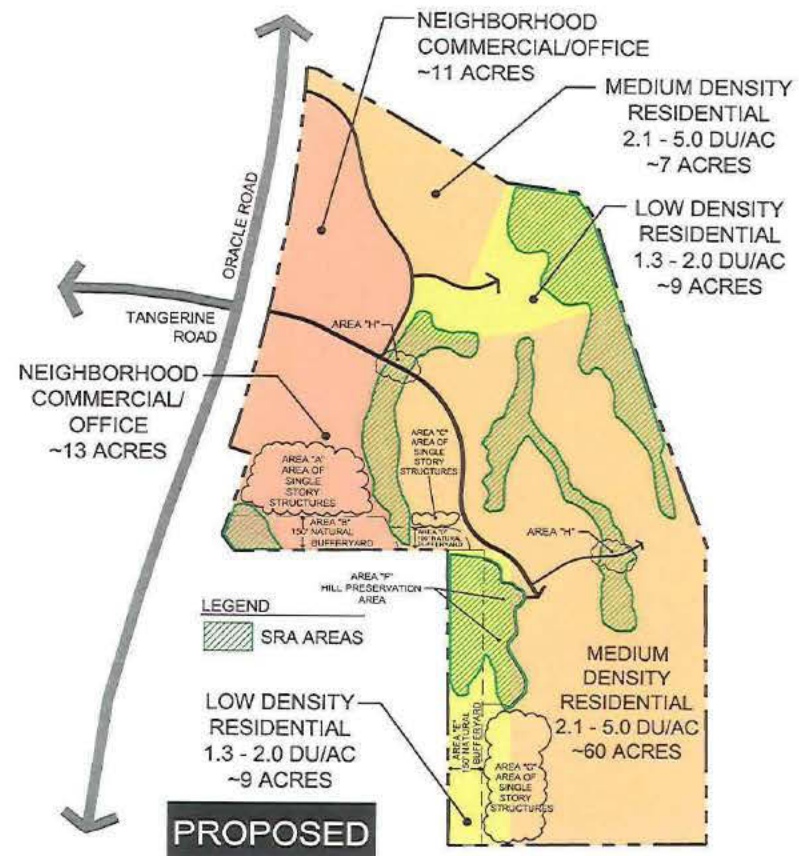 NEIGHBORHOOD
COMMERCIAL/OFFICE
~11 ACRES
MEDIUM DENSITY
RESIDENTIAL
2.1 - 5.0 DU/AC
~7 ACRES
LOW DENSITY
RESIDENTIAL
1.3 - 2.0 DU/AC
~9 ACRES
ORACLE ROAD
TANGERINE
ROAD
AREA "H"
NEIGHBORHOOD
COMMERCIAL/
OFFICE
~13 ACRES
AREA "A"
AREA OF
SINGLE
STORY
STRUCTURES
AREA "C"
AREA OF
SINGLE STORY
STRUCTURES
AREA "B"
150' NATURAL
BUFFERYARD
NATURAL
BUFFERYARD
AREA "H"
AREA "F"
HILL PRESERVATION
AREA
LEGEND
SRA AREAS
MEDIUM
DENSITY
RESIDENTIAL
2.1 - 5.0 DU/AC
~60 ACRES
LOW DENSITY
RESIDENTIAL
1.3 - 2.0 DU/AC
~9 ACRES
AREA "E"
150' NATURAL
BUFFERYARD
AREA "G"
AREA OF
SINGLE
STORY
STRUCTURES
PROPOSED